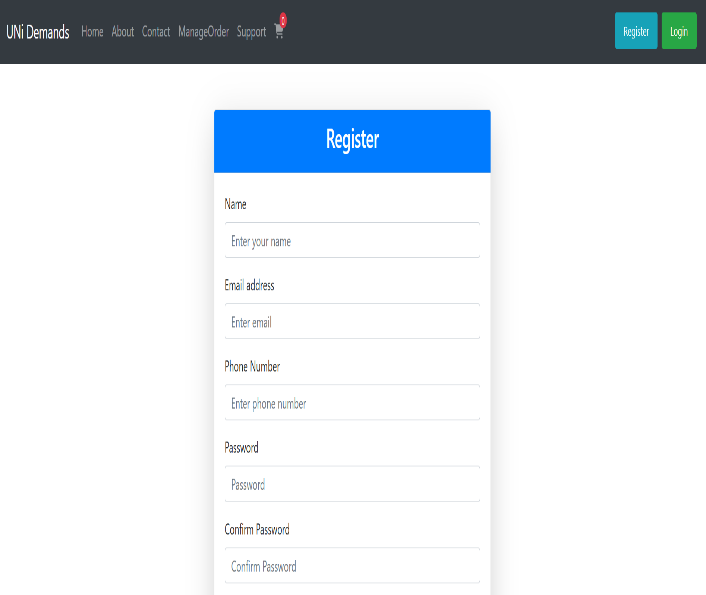 UNi Demands Home About Contact ManageOrder Support 0 Register Login
Register
Name
Enter your name
Email address
Enter email
Phone Number
Enter phone number
Password
Password
Confirm Password
Confirm Password